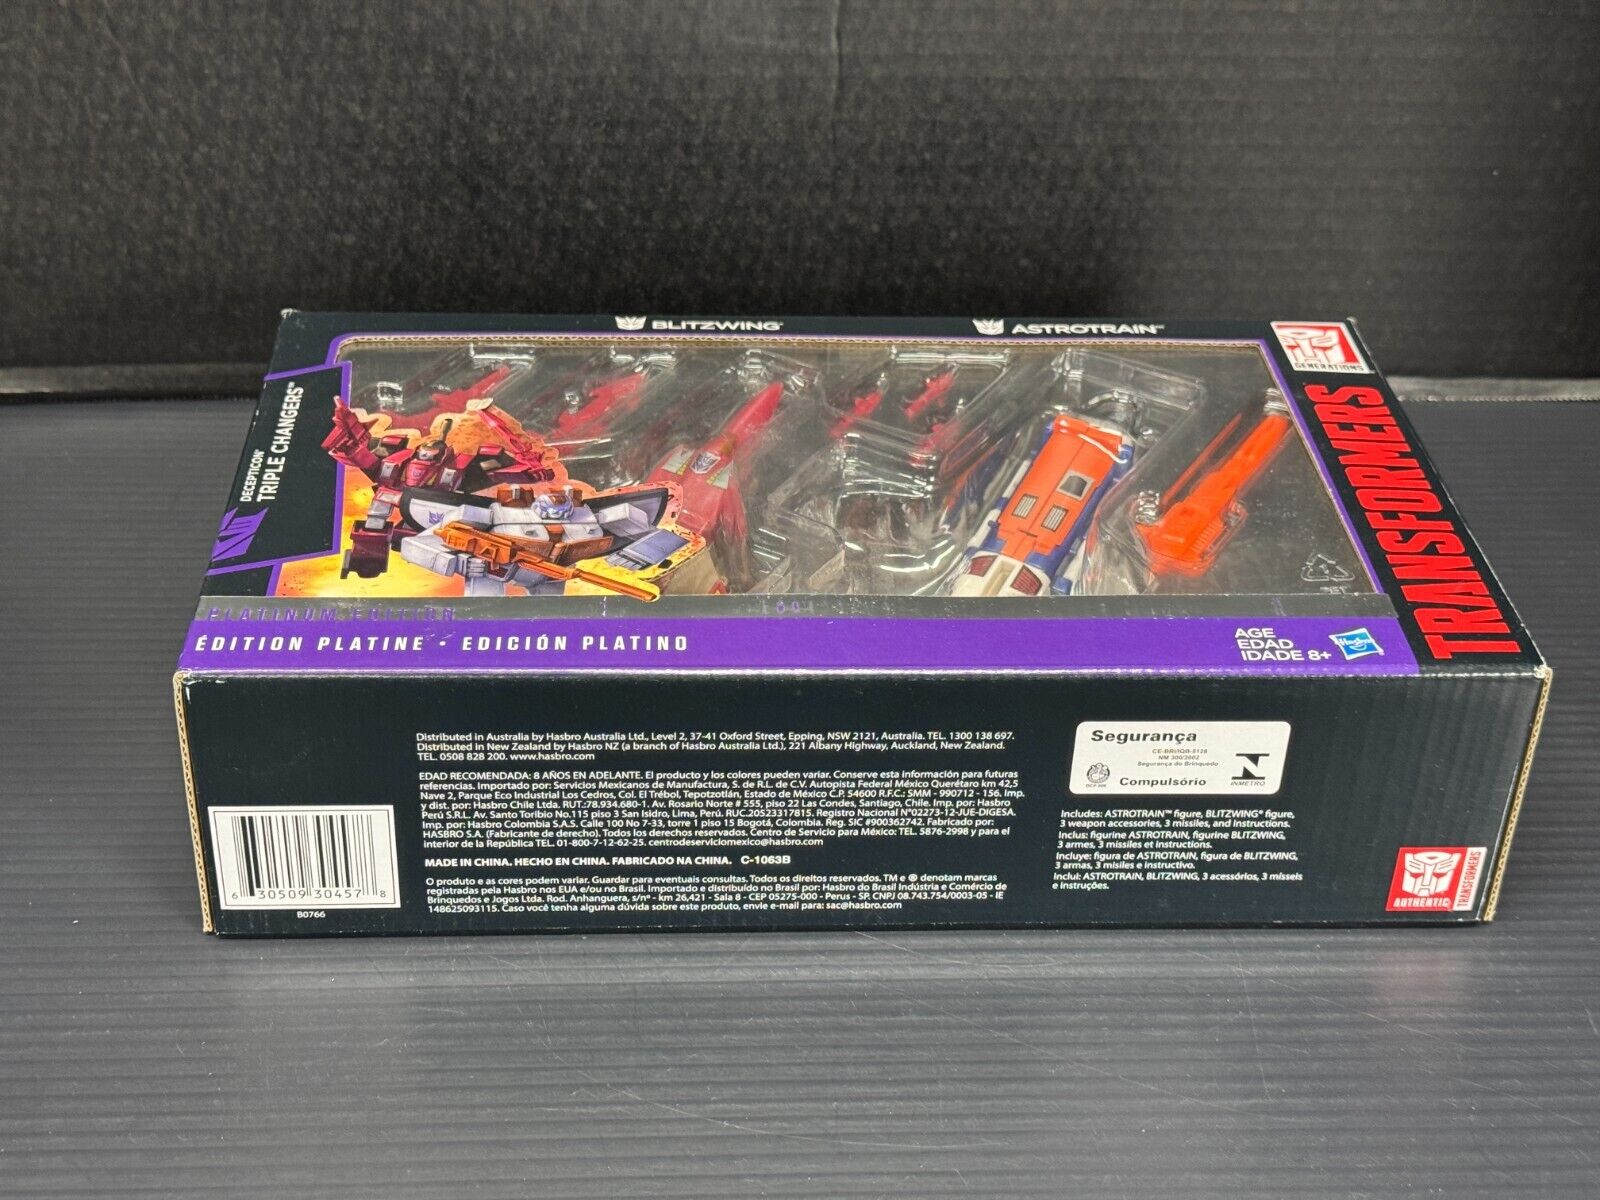 BLITZWING™
ASTROTRAIN™
GENERATIONS
TRANSFORMERS
DECEPTICON®
TRIPLE CHANGERS™
PLATINUM EDITION
ÉDITION PLATINE • EDICIÓN PLATINO
AGE
EDAD
IDADE 8+
Hasbro
Distributed in Australia by Hasbro Australia Ltd., Level 2, 37-41 Oxford Street, Epping, NSW 2121, Australia. TEL. 1300 138 697.
Distributed in New Zealand by Hasbro NZ (a branch of Hasbro Australia Ltd.), 221 Albany Highway, Auckland, New Zealand.
TEL. 0508 828 200. www.hasbro.com
EDAD RECOMENDADA: 8 AÑOS EN ADELANTE. El producto y los colores pueden variar. Conserve esta información para futuras
referencias. Importado por: Servicios Mexicanos de Manufactura, S. de R.L. de C.V. Autopista Federal México Querétaro km 42,5
Nave 2, Parque Eco Industrial Los Cedros, Col. El Trébol, Tepotzotlán, Estado de México C.P. 54600 R.F.C.: SMM - 990712 - 156. Imp.
y dist. por: Hasbro Chile Ltda. RUT.:78.934.680-1. Av. Rosario Norte # 555, piso 22 Las Condes, Santiago, Chile. Imp. por: Hasbro
Perú S.R.L. Av. Santo Toribio No.115 piso 3 San Isidro, Lima, Perú. RUC.20523317815. Registro Nacional N°02273-12-JUE-DIGESA.
Imp. por: Hasbro Colombia S.A.S. Calle 100 No 7-33, torre 1 piso 15 Bogotá, Colombia. Reg. SIC #900362742. Fabricado por:
HASBRO S.A. (Fabricante de derecho). Todos los derechos reservados. Centro de Servicio para México: TEL. 5876-2998 y para el
interior de la República TEL. 01-800-7-12-62-25. centrodeserviciomexico@hasbro.com
MADE IN CHINA. HECHO EN CHINA. FABRICADO NA CHINA. C-1063B
O produto e as cores podem variar. Guardar para eventuais consultas. Todos os direitos reservados. TM e ® denotam marcas
registradas pela Hasbro nos EUA e/ou no Brasil. Importado e distribuído no Brasil por: Hasbro do Brasil Indústria e Comércio de
Brinquedos e Jogos Ltda. Rod. Anhanguera, s/nº - km 26,421 - Sala 8 - CEP 05275-000 - Perus - SP. CNPJ 08.743.754/0003-05 - IE
148625093115. Caso você tenha alguma dúvida sobre este produto, envie e-mail para: sac@hasbro.com
6 30509 30457 8
B0766
Segurança
NM 300/2002
Segurança do Brinquedo
Compulsório
INMETRO
Includes: ASTROTRAIN™ figure, BLITZWING® figure,
3 weapon accessories, 3 missiles, and instructions.
Inclus: figurine ASTROTRAIN, figurine BLITZWING,
3 armes, 3 missiles et instructions.
Incluye: figura de ASTROTRAIN, figura de BLITZWING,
3 armas, 3 misiles e instructivo.
Inclui: ASTROTRAIN, BLITZWING, 3 acessórios, 3 mísseis
e instruções.
AUTHENTIC
TRANSFORMERS